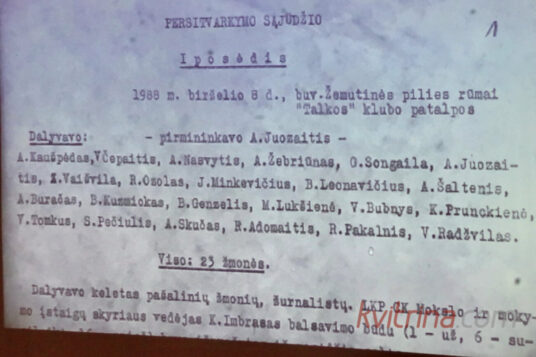 PERSITVARKYMO SĄJŪDŽIO
1
I pōsėdis
1988 m. birželio 8 d., buv.Žemutinės pilies rūmai
"Talkos" klubo patalpos
Dalyvavo: - pirmininkavo A.Juozaitis -
A.Kaušpėdas,V.Čepaitis, A.Nasvytis, A.Žebriūnas, G.Songaila, A.Juozai-
tis, Z.Vaišvila, R.Ozolas, J.Minkevičius, B.Leonavičius, A.Šaltenis,
A.Buračas, B.Kuzmickas, B.Genzelis, M.Lukšienė, V.Bubnys, K.Prunckienė,
V.Tomkus, S.Pečiulis, A.Skučas, R.Adomaitis, R.Pakalnis, V.Radžvilas.
Viso: 23 žmonės.
Dalyvavo keletas pašalinių žmonių, žurnalistų. LKP CK Mokslo ir moky-
mo įstaigų skyriaus vedėjas K.Imbrasas balsavimo būdu (1 - už, 6 - su-
kvitrina.com